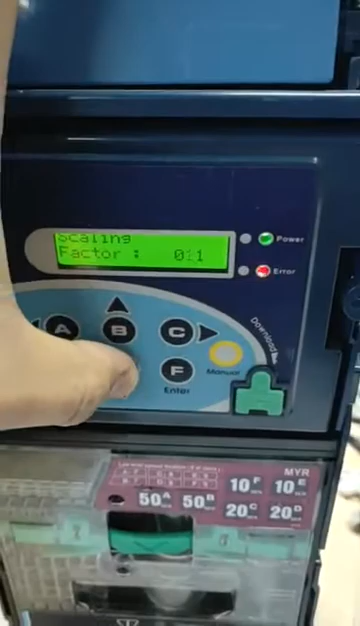 Scaling
Factor : 0:1
Power
Error
A
B
C
Download
F
Manual
Enter
MYR
50 A
50 B
10 F
10 E
20 C
20 D